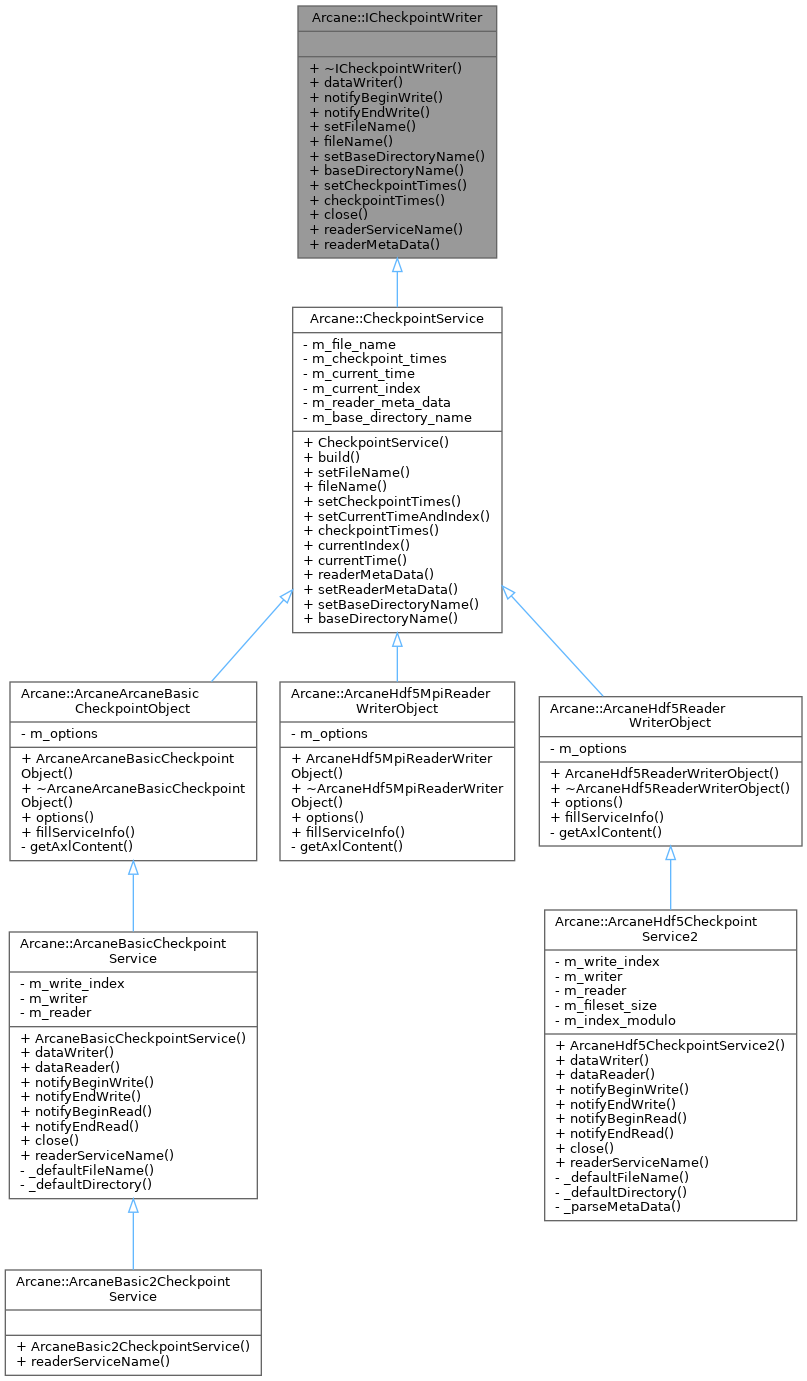 Arcane::ICheckpointWriter
+ ~ICheckpointWriter()
+ dataWriter()
+ notifyBeginWrite()
+ notifyEndWrite()
+ setFileName()
+ fileName()
+ setBaseDirectoryName()
+ baseDirectoryName()
+ setCheckpointTimes()
+ checkpointTimes()
+ close()
+ readerServiceName()
+ readerMetaData()
Arcane::CheckpointService
- m_file_name
- m_checkpoint_times
- m_current_time
- m_current_index
- m_reader_meta_data
- m_base_directory_name
+ CheckpointService()
+ build()
+ setFileName()
+ fileName()
+ setCheckpointTimes()
+ setCurrentTimeAndIndex()
+ checkpointTimes()
+ currentIndex()
+ currentTime()
+ readerMetaData()
+ setReaderMetaData()
+ setBaseDirectoryName()
+ baseDirectoryName()
Arcane::ArcaneArcaneBasic
CheckpointObject
- m_options
+ ArcaneArcaneBasicCheckpoint
Object()
+ ~ArcaneArcaneBasicCheckpoint
Object()
+ options()
+ fillServiceInfo()
- getAxlContent()
Arcane::ArcaneHdf5MpiReader
WriterObject
- m_options
+ ArcaneHdf5MpiReaderWriter
Object()
+ ~ArcaneHdf5MpiReaderWriter
Object()
+ options()
+ fillServiceInfo()
- getAxlContent()
Arcane::ArcaneHdf5Reader
WriterObject
- m_options
+ ArcaneHdf5ReaderWriterObject()
+ ~ArcaneHdf5ReaderWriterObject()
+ options()
+ fillServiceInfo()
- getAxlContent()
Arcane::ArcaneBasicCheckpoint
Service
- m_write_index
- m_writer
- m_reader
+ ArcaneBasicCheckpointService()
+ dataWriter()
+ dataReader()
+ notifyBeginWrite()
+ notifyEndWrite()
+ notifyBeginRead()
+ notifyEndRead()
+ close()
+ readerServiceName()
- _defaultFileName()
- _defaultDirectory()
Arcane::ArcaneHdf5Checkpoint
Service2
- m_write_index
- m_writer
- m_reader
- m_fileset_size
- m_index_modulo
+ ArcaneHdf5CheckpointService2()
+ dataWriter()
+ dataReader()
+ notifyBeginWrite()
+ notifyEndWrite()
+ notifyBeginRead()
+ notifyEndRead()
+ close()
+ readerServiceName()
- _defaultFileName()
- _defaultDirectory()
- _parseMetaData()
Arcane::ArcaneBasic2Checkpoint
Service
+ ArcaneBasic2CheckpointService()
+ readerServiceName()